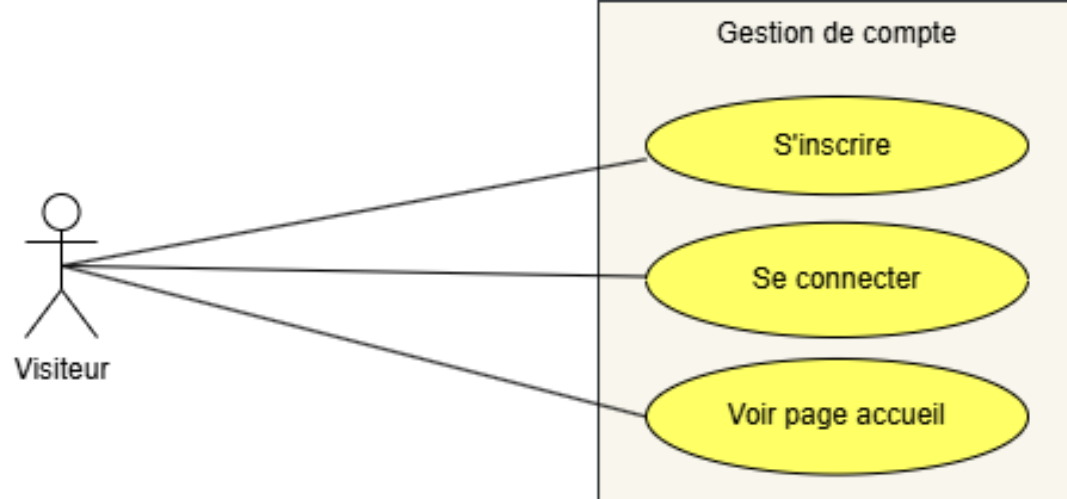 Gestion de compte
S'inscrire
Se connecter
Visiteur
Voir page accueil